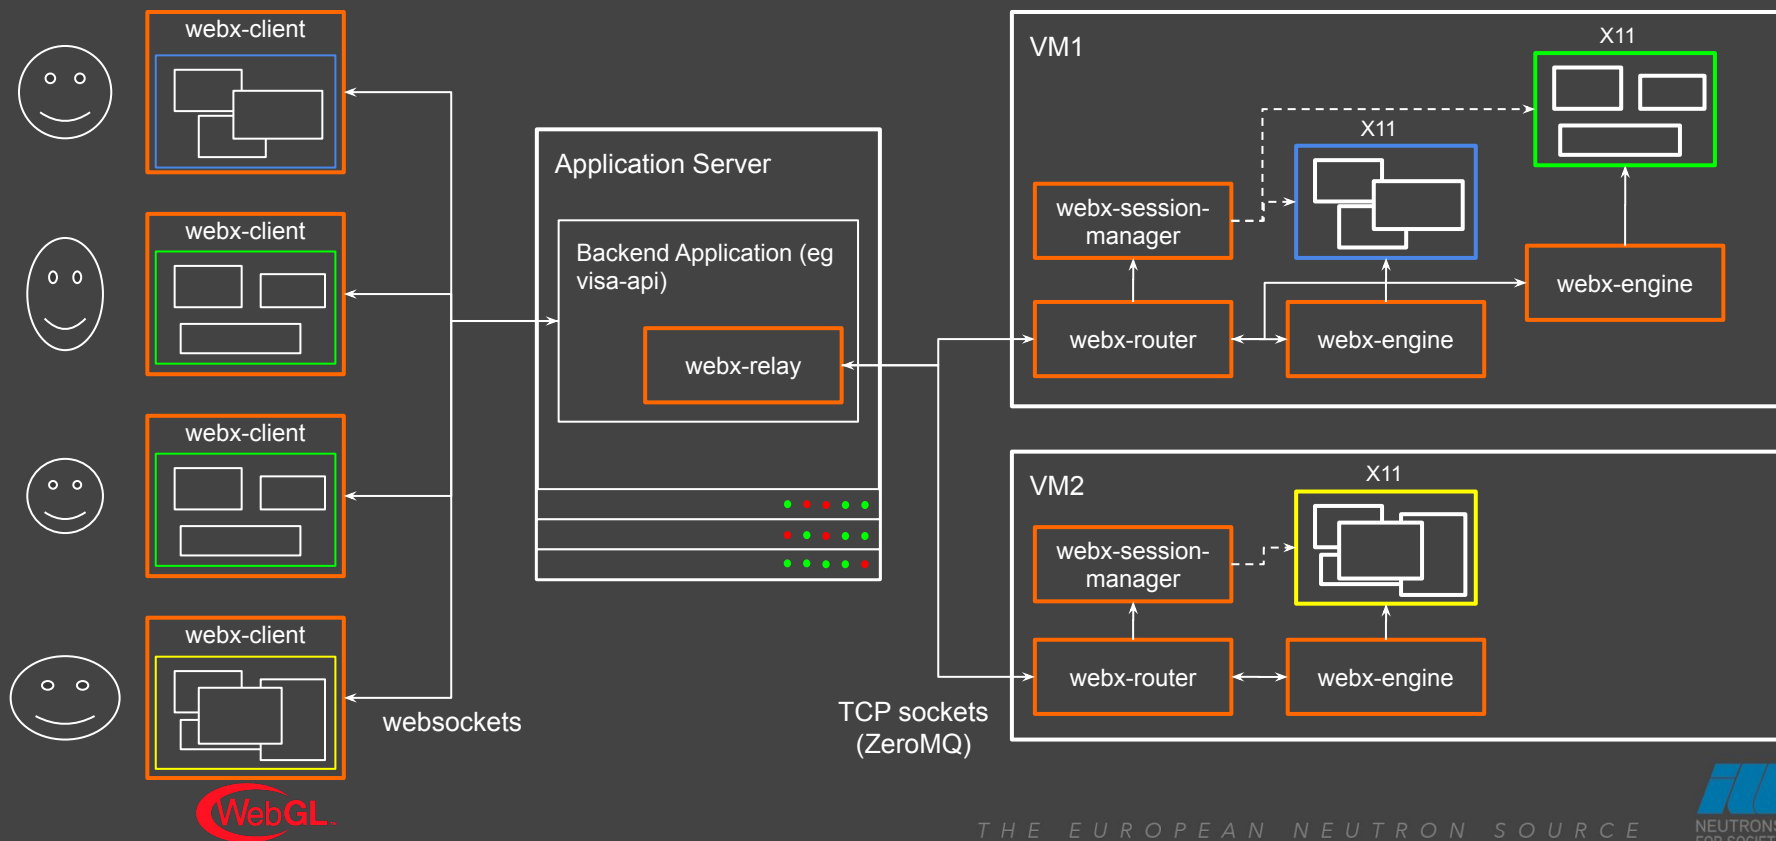 webx-client
webx-client
webx-client
webx-client
websockets
WebGL
Application Server
Backend Application (eg
visa-api)
webx-relay
TCP sockets
(ZeroMQ)
VM1
X11
X11
webx-session-
manager
webx-router
webx-engine
webx-engine
VM2
X11
webx-session-
manager
webx-router
webx-engine
THE EUROPEAN NEUTRON SOURCE
NEUTRONS